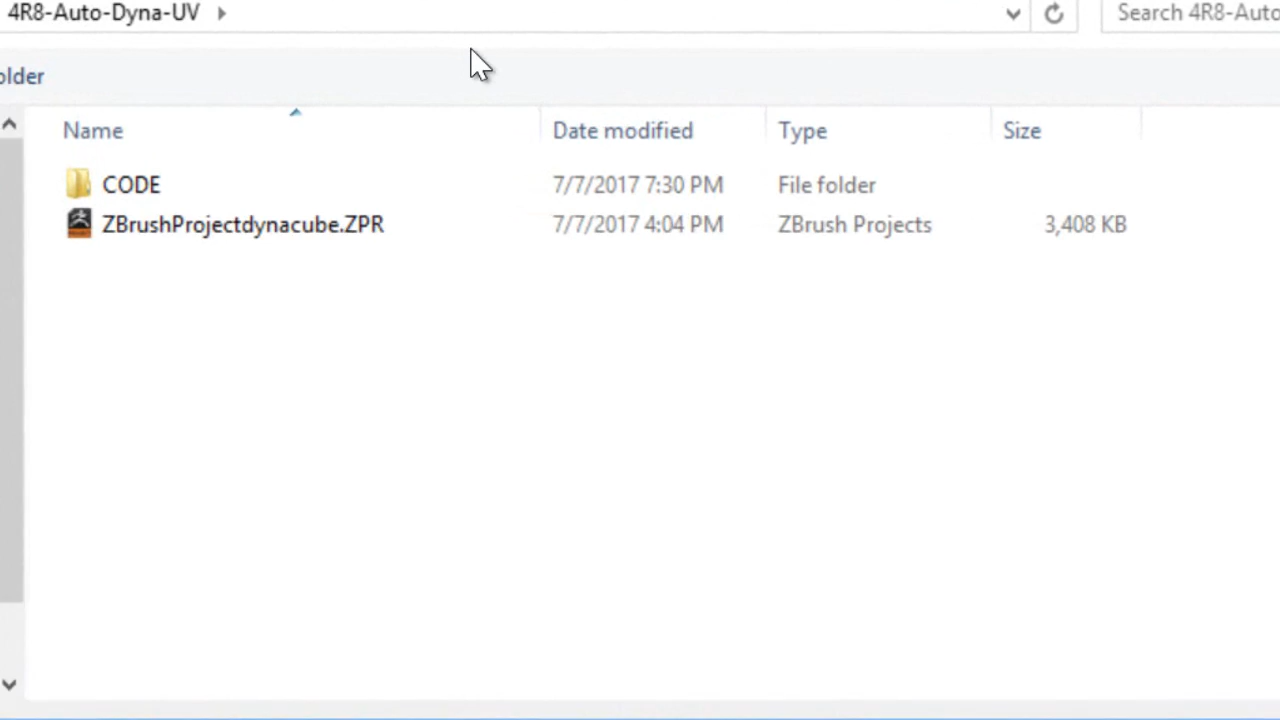 4R8-Auto-Dyna-UV Search 4R8-Auto
older
Name Date modified Type Size
CODE 7/7/2017 7:30 PM File folder
ZBrushProjectdynacube.ZPR 7/7/2017 4:04 PM ZBrush Projects 3,408 KB